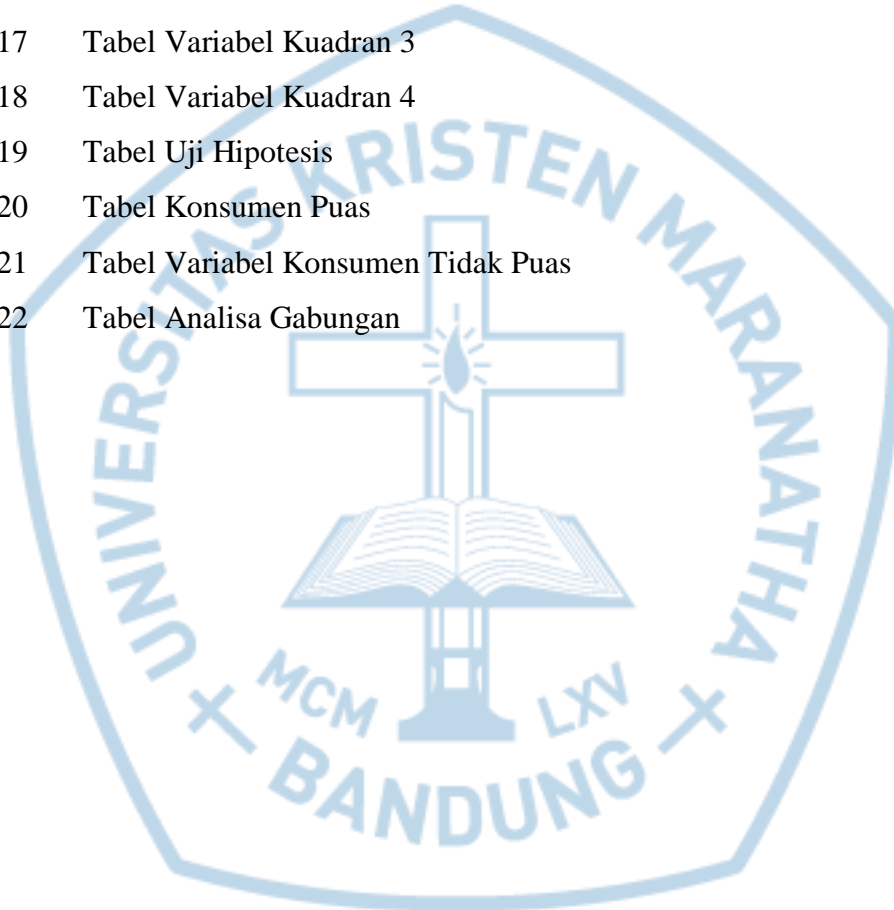 17 Tabel Variabel Kuadran 3
18 Tabel Variabel Kuadran 4
19 Tabel Uji Hipotesis
20 Tabel Konsumen Puas
21 Tabel Variabel Konsumen Tidak Puas
22 Tabel Analisa Gabungan
UNIVERSITAS KRISTEN MARANATHA
MCM LXV
BANDUNG